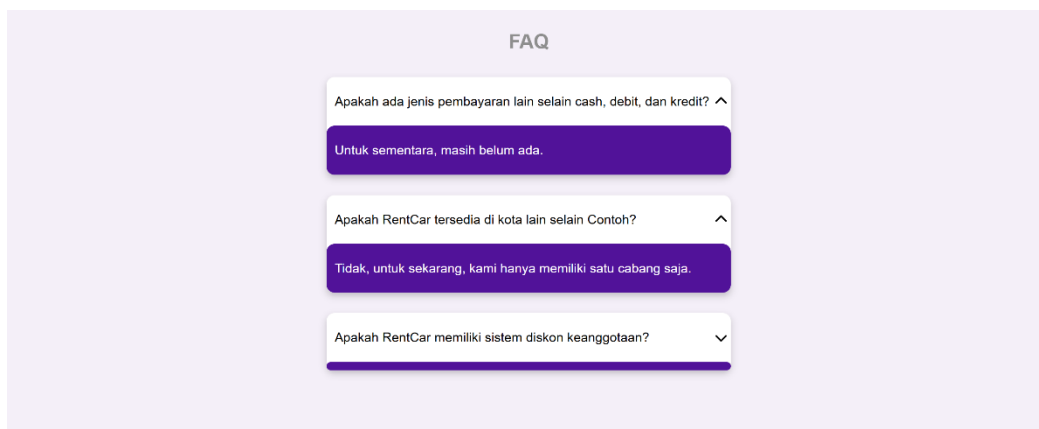 FAQ
Apakah ada jenis pembayaran lain selain cash, debit, dan kredit?
Untuk sementara, masih belum ada.
Apakah RentCar tersedia di kota lain selain Contoh?
Tidak, untuk sekarang, kami hanya memiliki satu cabang saja.
Apakah RentCar memiliki sistem diskon keanggotaan?